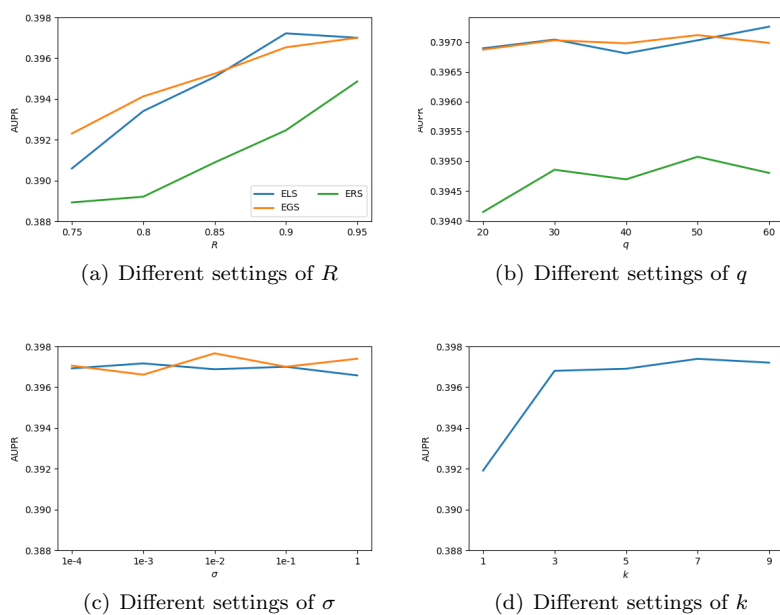 0.398
0.396
0.394
0.392
0.390
0.388
AUPR
0.75 0.8 0.85 0.9 0.95
R
ELS ERS
EGS
(a) Different settings of R
0.3970
0.3965
0.3960
0.3955
0.3950
0.3945
0.3940
AUPR
20 30 40 50 60
q
(b) Different settings of q
0.398
0.396
0.394
0.392
0.390
0.388
AUPR
1e-4 1e-3 1e-2 1e-1 1
σ
(c) Different settings of σ
0.398
0.396
0.394
0.392
0.390
0.388
AUPR
1 3 5 7 9
k
(d) Different settings of k